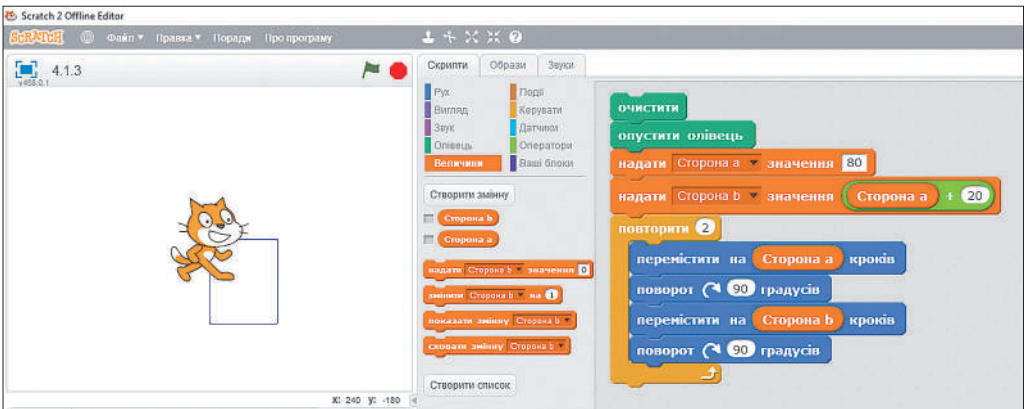 Scratch 2 Offline Editor
SCRATCH Файл Правка Поради Про програму
4.1.3
v458.0.1
X: 240 y: -180
Скрипти Образи Звуки
Рух Події
Вигляд Керувати
Звук Датчики
Олівець Оператори
Величини Ваші блоки
Створити змінну
Сторона b
Сторона a
надати Сторона b значення 0
змінити Сторона b на 1
показати змінну Сторона b
сховати змінну Сторона b
Створити список
очистити
опустити олівець
надати Сторона a значення 80
надати Сторона b значення Сторона a + 20
повторити 2
перемістити на Сторона a кроків
поворот 90 градусів
перемістити на Сторона b кроків
поворот 90 градусів